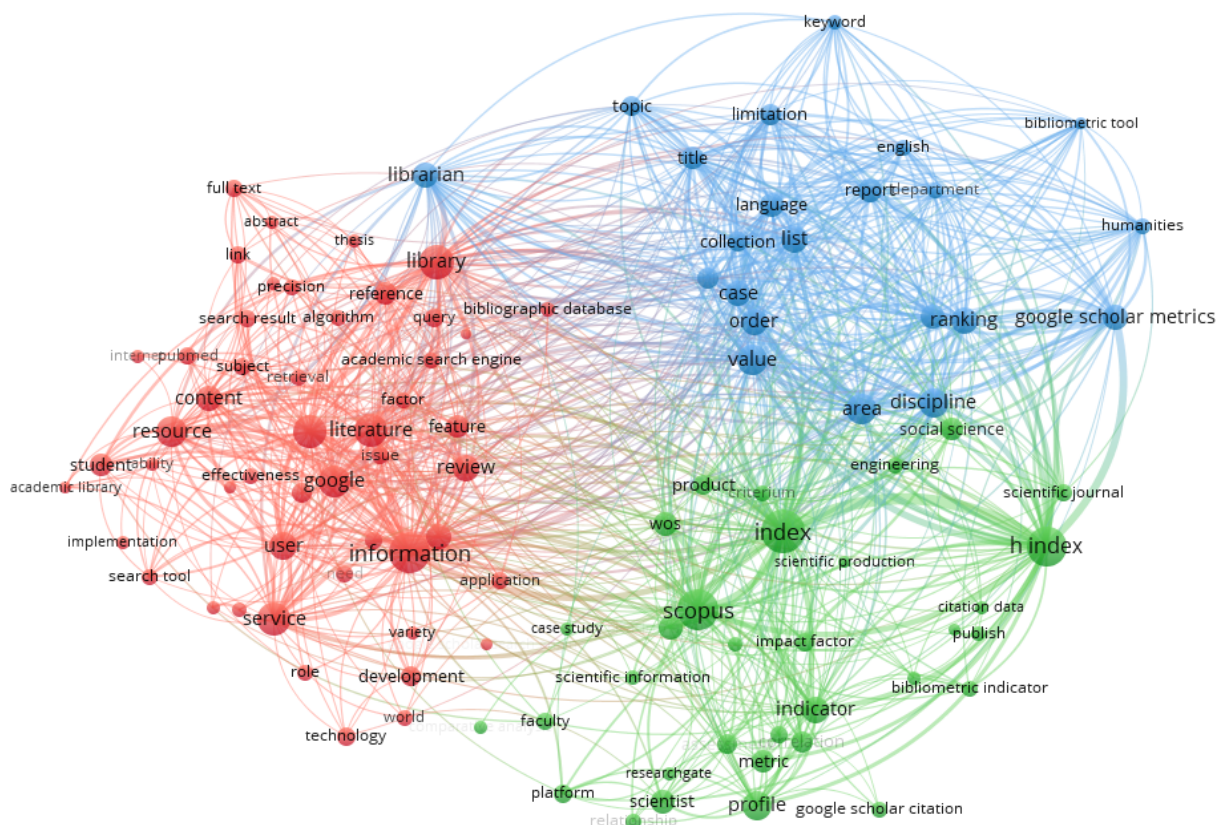 keyword
topic
limitation
bibliometric tool
english
title
librarian
full text
report
department
language
abstract
humanities
thesis
collection
list
link
library
precision
reference
case
bibliographic database
search result
algorithm
query
order
ranking
google scholar metrics
pubmed
academic search engine
value
subject
retrieval
content
factor
area
discipline
resource
literature
feature
social science
issue
student
ability
review
engineering
effectiveness
google
product
academic library
criterium
scientific journal
wos
index
implementation
user
information
h index
scientific production
search tool
need
application
scopus
citation data
service
case study
variety
publish
impact factor
role
development
scientific information
bibliometric indicator
world
indicator
faculty
technology
comparative analysis
correlation
metric
researchgate
platform
scientist
profile
google scholar citation
relationship